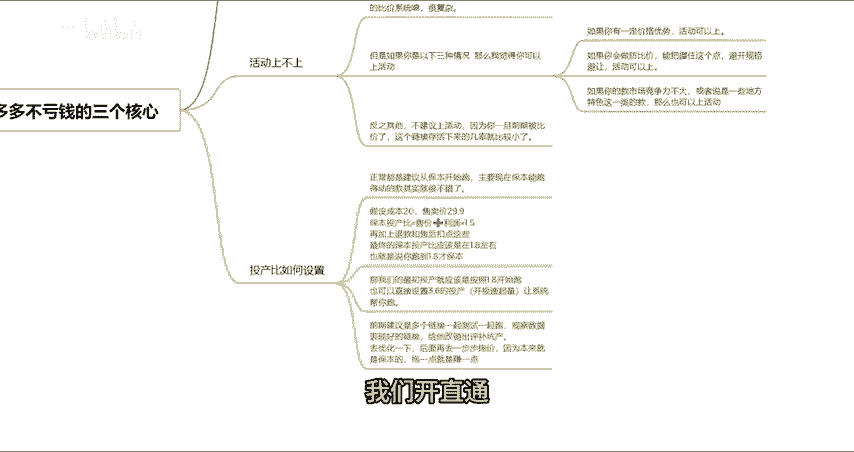 的比价系统嘛，很复杂。
活动上不上
但是如果你是以下三种情况 那么我觉得你可以
上活动
如果你有一定价格优势，活动可以上。
如果你会做防比价，能把握住这个点，避开规格
避让，活动可以上。
如果你的款市场竞争力不大，或者说是一些地方
特色这一类的款，那么也可以上活动
反之其他，不建议上活动，因为你一旦前期被比
价了，这个链接存活下来的几率就比较小了。
多多不亏钱的三个核心
投产比如何设置
正常都是建议从保本开始跑，主要现在保本能跑
得动的款其实就很不错了。
假设成本20，售卖价29.9
保本投产比=售价➗利润=1.5
再加上退款和售后扣点这些
最终的保本投产比应该是在1.8左右
也就是说你跑到1.8才保本
那我们的最初投产就应该是按照1.8开始跑
也可以直接设置3.6的投产（开极速起量）让系统
帮你跑。
前期建议是多个链接一起测试一起跑，观察数据
表现好的链接，给他改销出评补坑产。
去优化一下，后面再去一步步拖价，因为本来就
是保本的，拖一点就是赚一点
我们开直通